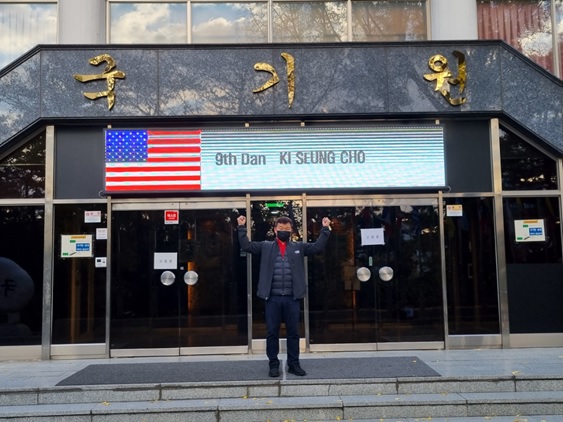 국기원
9th Dan KI SEUNG CHO